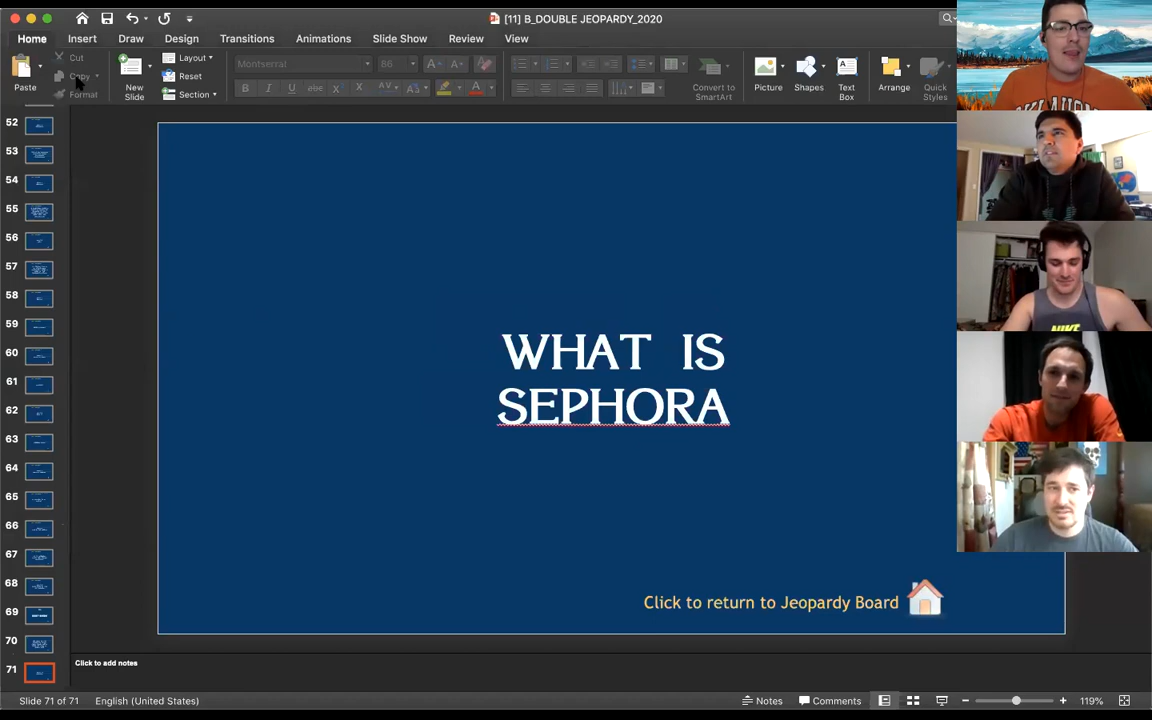 [11] B_DOUBLE JEOPARDY_2020
Home Insert Draw Design Transitions Animations Slide Show Review View
Paste
Cut
Copy
Format
New
Slide
Layout
Reset
Section
Montserrat 86
Convert to
SmartArt
Picture
Shapes
Text
Box
Arrange
Quick
Styles
52
53
54
55
56
57
58
59
60
61
62
63
64
65
66
67
68
69
70
71
WHAT IS
SEPHORA
Click to return to Jeopardy Board
NIKE
Click to add notes
Slide 71 of 71 English (United States) Notes Comments 119%